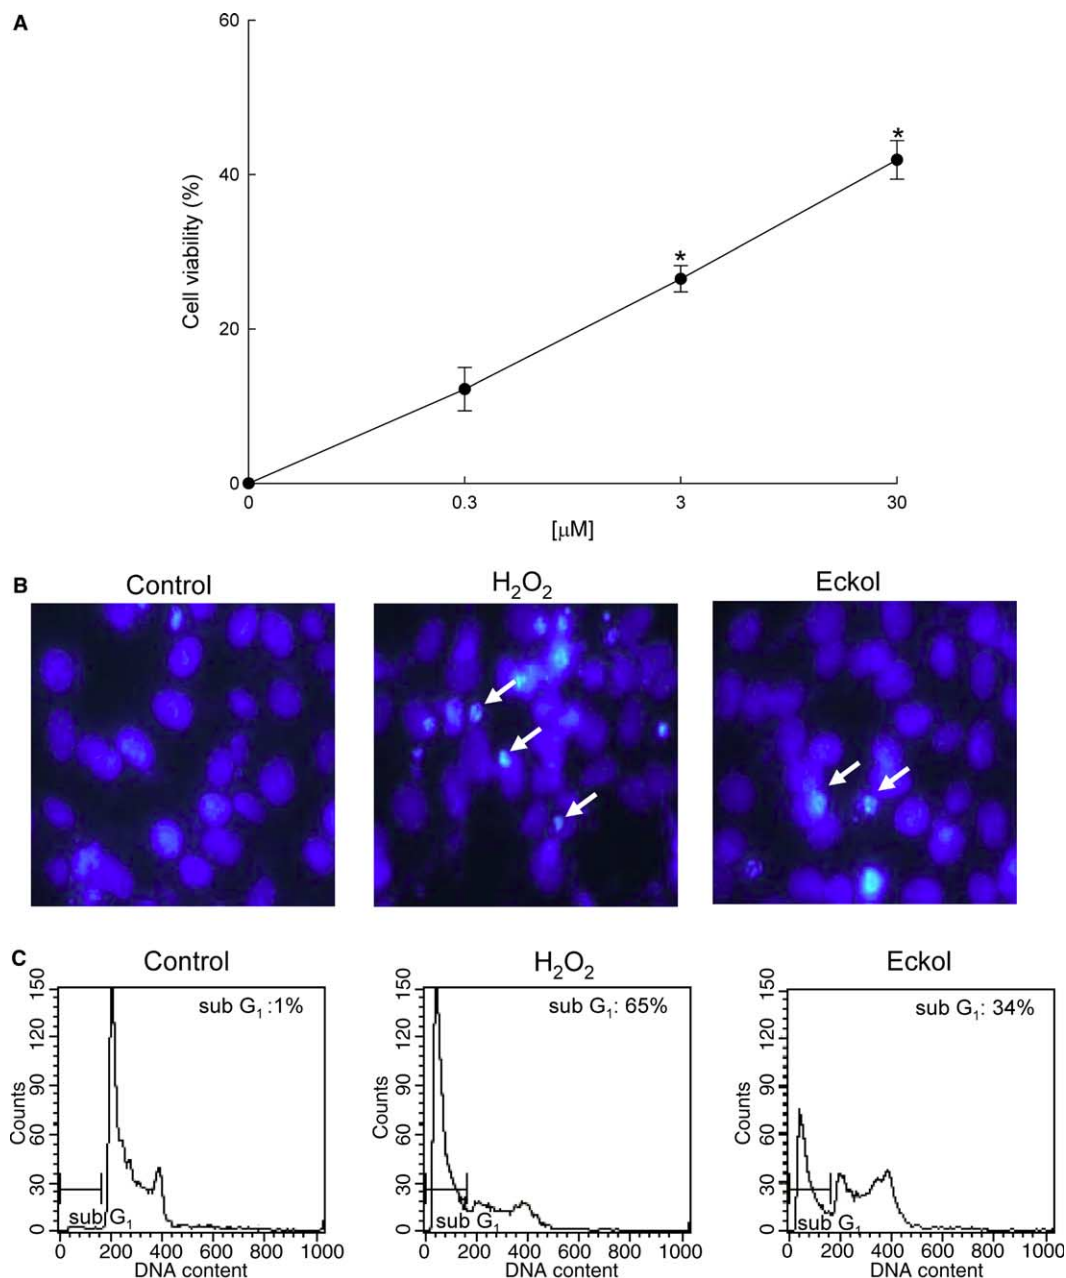 A
60
40
20
0
Cell viability (%)
*
*
0 0.3 3 30
[μM]
B
Control H₂O₂ Eckol
C
Control H₂O₂ Eckol
sub G₁ :1%
150
120
90
60
30
0
Counts
sub G₁
0 200 400 600 800 1000
DNA content
sub G₁: 65%
150
120
90
60
30
0
Counts
sub G₁
0 200 400 600 800 1000
DNA content
sub G₁: 34%
150
120
90
60
30
0
Counts
sub G₁
0 200 400 600 800 1000
DNA content